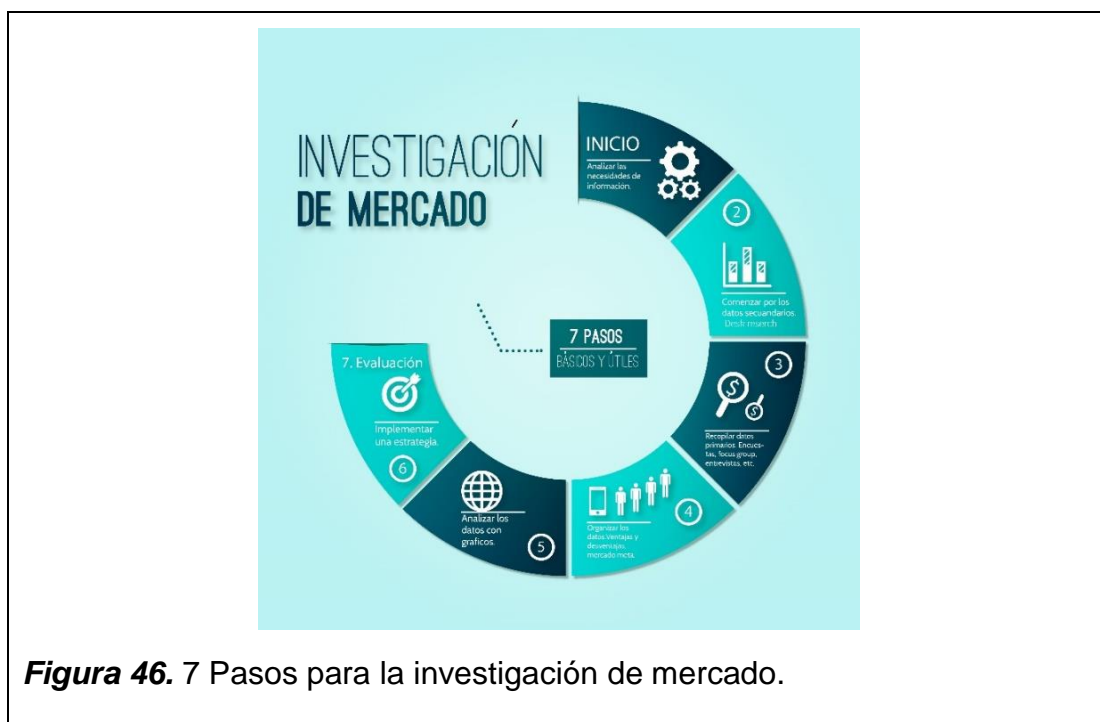 INVESTIGACIÓN
DE MERCADO
INICIO
Analizar las
necesidades de
información.
2
Comenzar por los
datos secuandarios.
Desk research
3
Recopilar datos
primarios. Encues-
tas, focus group,
entrevistas, etc.
4
Organizar los
datos Ventajas y
desventajas,
mercado meta.
5
Analizar los
datos con
graficos.
6
Implementar
una estrategia.
7. Evaluación
7 PASOS
BÁSICOS Y ÚTILES
Figura 46. 7 Pasos para la investigación de mercado.